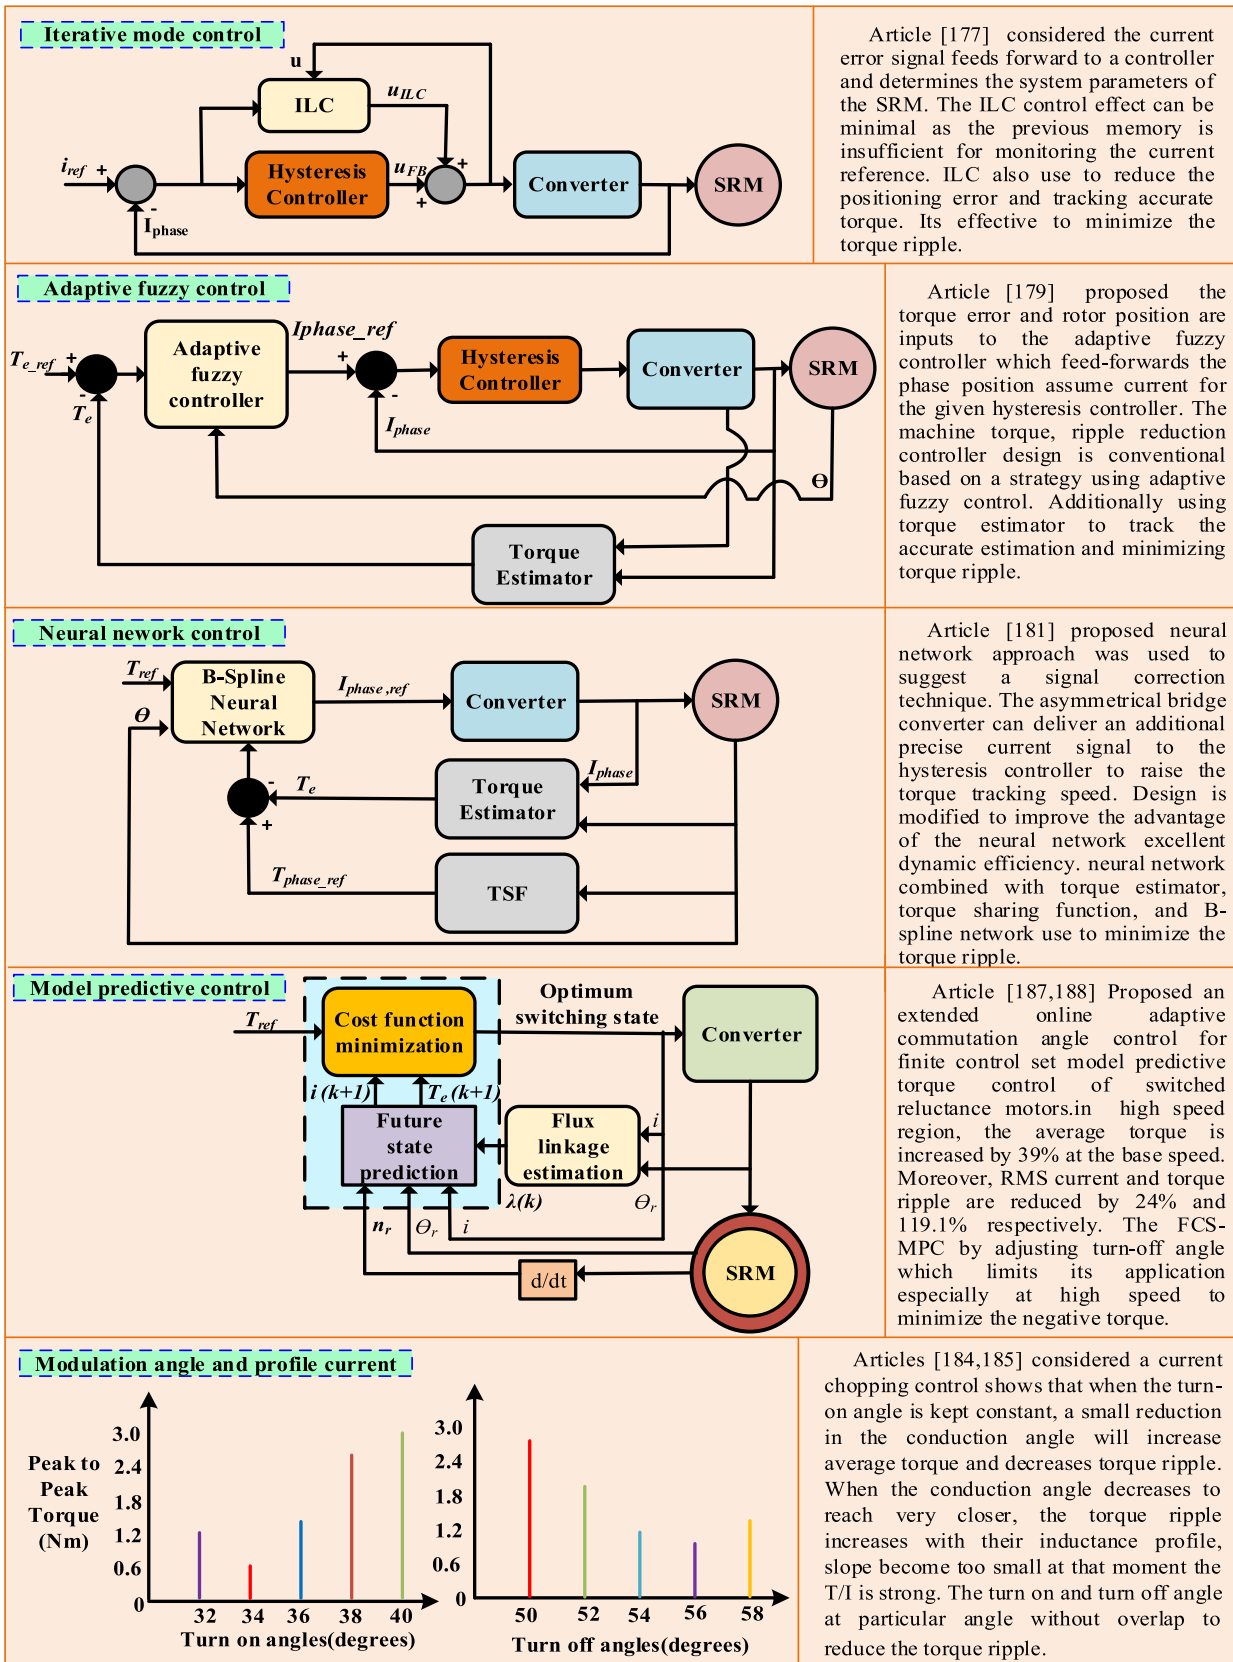 Iterative mode control
u
ILC
u_ILC
i_ref
+
-
I_phase
Hysteresis
Controller
u_FB
+
+
Converter
SRM
Article [177] considered the current
error signal feeds forward to a controller
and determines the system parameters of
the SRM. The ILC control effect can be
minimal as the previous memory is
insufficient for monitoring the current
reference. ILC also use to reduce the
positioning error and tracking accurate
torque. Its effective to minimize the
torque ripple.
Adaptive fuzzy control
T_e_ref
+
-
T_e
Adaptive
fuzzy
controller
Iphase_ref
+
-
I_phase
Hysteresis
Controller
Converter
SRM
Θ
Torque
Estimator
Article [179] proposed the
torque error and rotor position are
inputs to the adaptive fuzzy
controller which feed-forwards the
phase position assume current for
the given hysteresis controller. The
machine torque, ripple reduction
controller design is conventional
based on a strategy using adaptive
fuzzy control. Additionally using
torque estimator to track the
accurate estimation and minimizing
torque ripple.
Neural nework control
T_ref
Θ
B-Spline
Neural
Network
I_phase,ref
Converter
SRM
I_phase
-
T_e
+
Torque
Estimator
T_phase_ref
TSF
Article [181] proposed neural
network approach was used to
suggest a signal correction
technique. The asymmetrical bridge
converter can deliver an additional
precise current signal to the
hysteresis controller to raise the
torque tracking speed. Design is
modified to improve the advantage
of the neural network excellent
dynamic efficiency. neural network
combined with torque estimator,
torque sharing function, and B-
spline network use to minimize the
torque ripple.
Model predictive control
T_ref
Cost function
minimization
Optimum
switching state
Converter
i(k+1)
T_e(k+1)
Future
state
prediction
Flux
linkage
estimation
i
λ(k)
Θ_r
n_r
Θ_r
i
d/dt
SRM
Article [187,188] Proposed an
extended online adaptive
commutation angle control for
finite control set model predictive
torque control of switched
reluctance motors.in high speed
region, the average torque is
increased by 39% at the base speed.
Moreover, RMS current and torque
ripple are reduced by 24% and
119.1% respectively. The FCS-
MPC by adjusting turn-off angle
which limits its application
especially at high speed to
minimize the negative torque.
Modulation angle and profile current
Peak to
Peak
Torque
(Nm)
3.0
2.4
1.8
1.2
0.6
0
32 34 36 38 40
Turn on angles(degrees)
3.0
2.4
1.8
1.2
0.6
0
50 52 54 56 58
Turn off angles(degrees)
Articles [184,185] considered a current
chopping control shows that when the turn-
on angle is kept constant, a small reduction
in the conduction angle will increase
average torque and decreases torque ripple.
When the conduction angle decreases to
reach very closer, the torque ripple
increases with their inductance profile,
slope become too small at that moment the
T/I is strong. The turn on and turn off angle
at particular angle without overlap to
reduce the torque ripple.